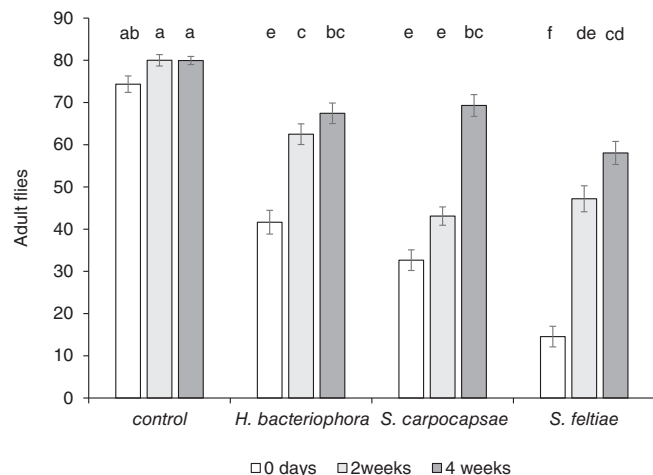 90
80
70
60
50
40
30
20
10
0
Adult flies
ab a a e c bc e e bc f de cd
control H. bacteriophora S. carpocapsae S. feltiae
0 days 2weeks 4 weeks